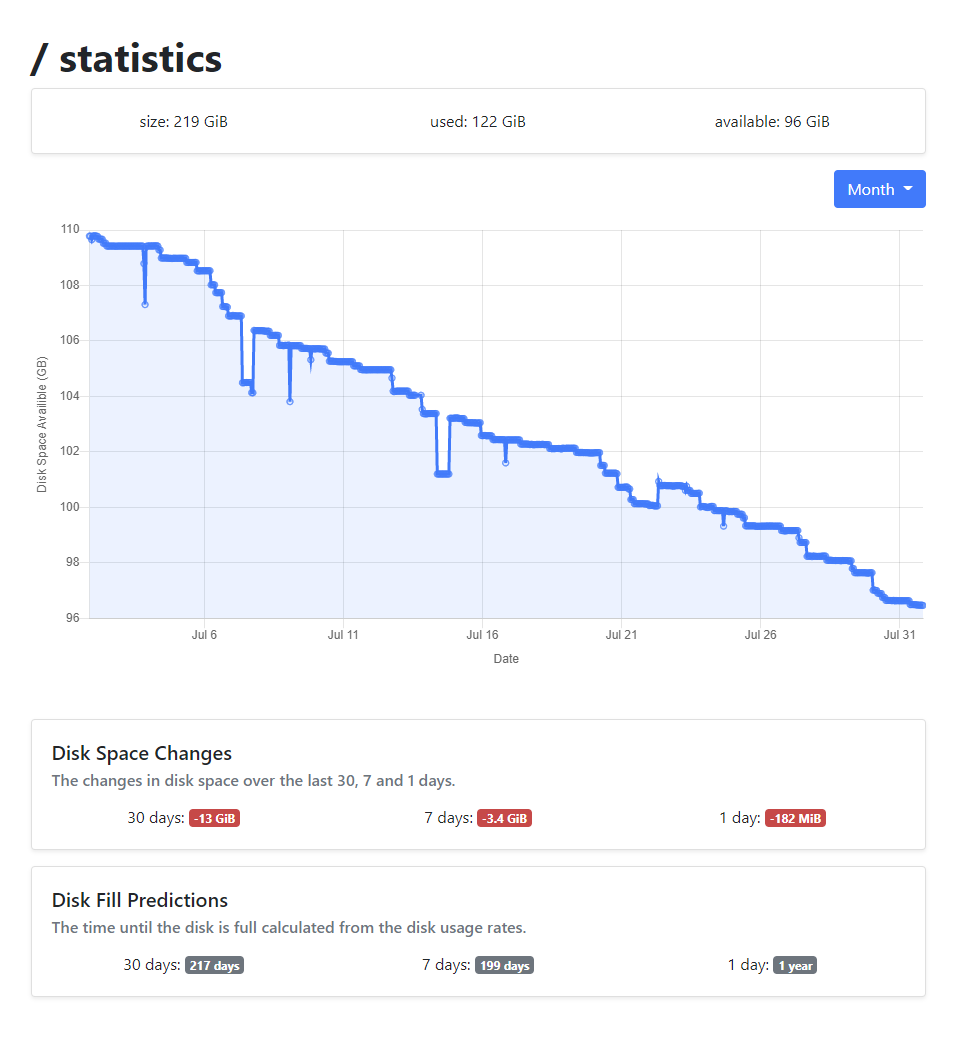 / statistics
size: 219 GiB used: 122 GiB available: 96 GiB
Month
110
108
106
104
102
100
98
96
Disk Space Availible (GB)
Jul 6 Jul 11 Jul 16 Jul 21 Jul 26 Jul 31
Date
Disk Space Changes
The changes in disk space over the last 30, 7 and 1 days.
30 days: -13 GiB 7 days: -3.4 GiB 1 day: -182 MiB
Disk Fill Predictions
The time until the disk is full calculated from the disk usage rates.
30 days: 217 days 7 days: 199 days 1 day: 1 year